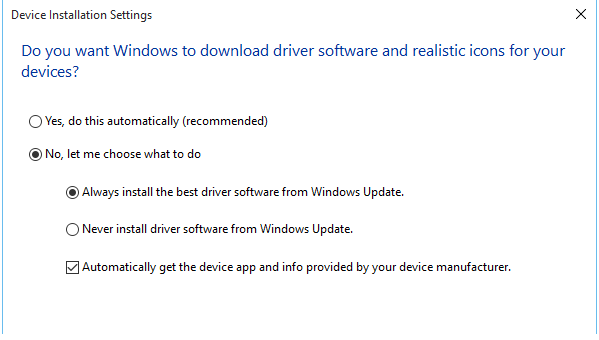 Device Installation Settings
Do you want Windows to download driver software and realistic icons for your
devices?
Yes, do this automatically (recommended)
No, let me choose what to do
Always install the best driver software from Windows Update.
Never install driver software from Windows Update.
Automatically get the device app and info provided by your device manufacturer.